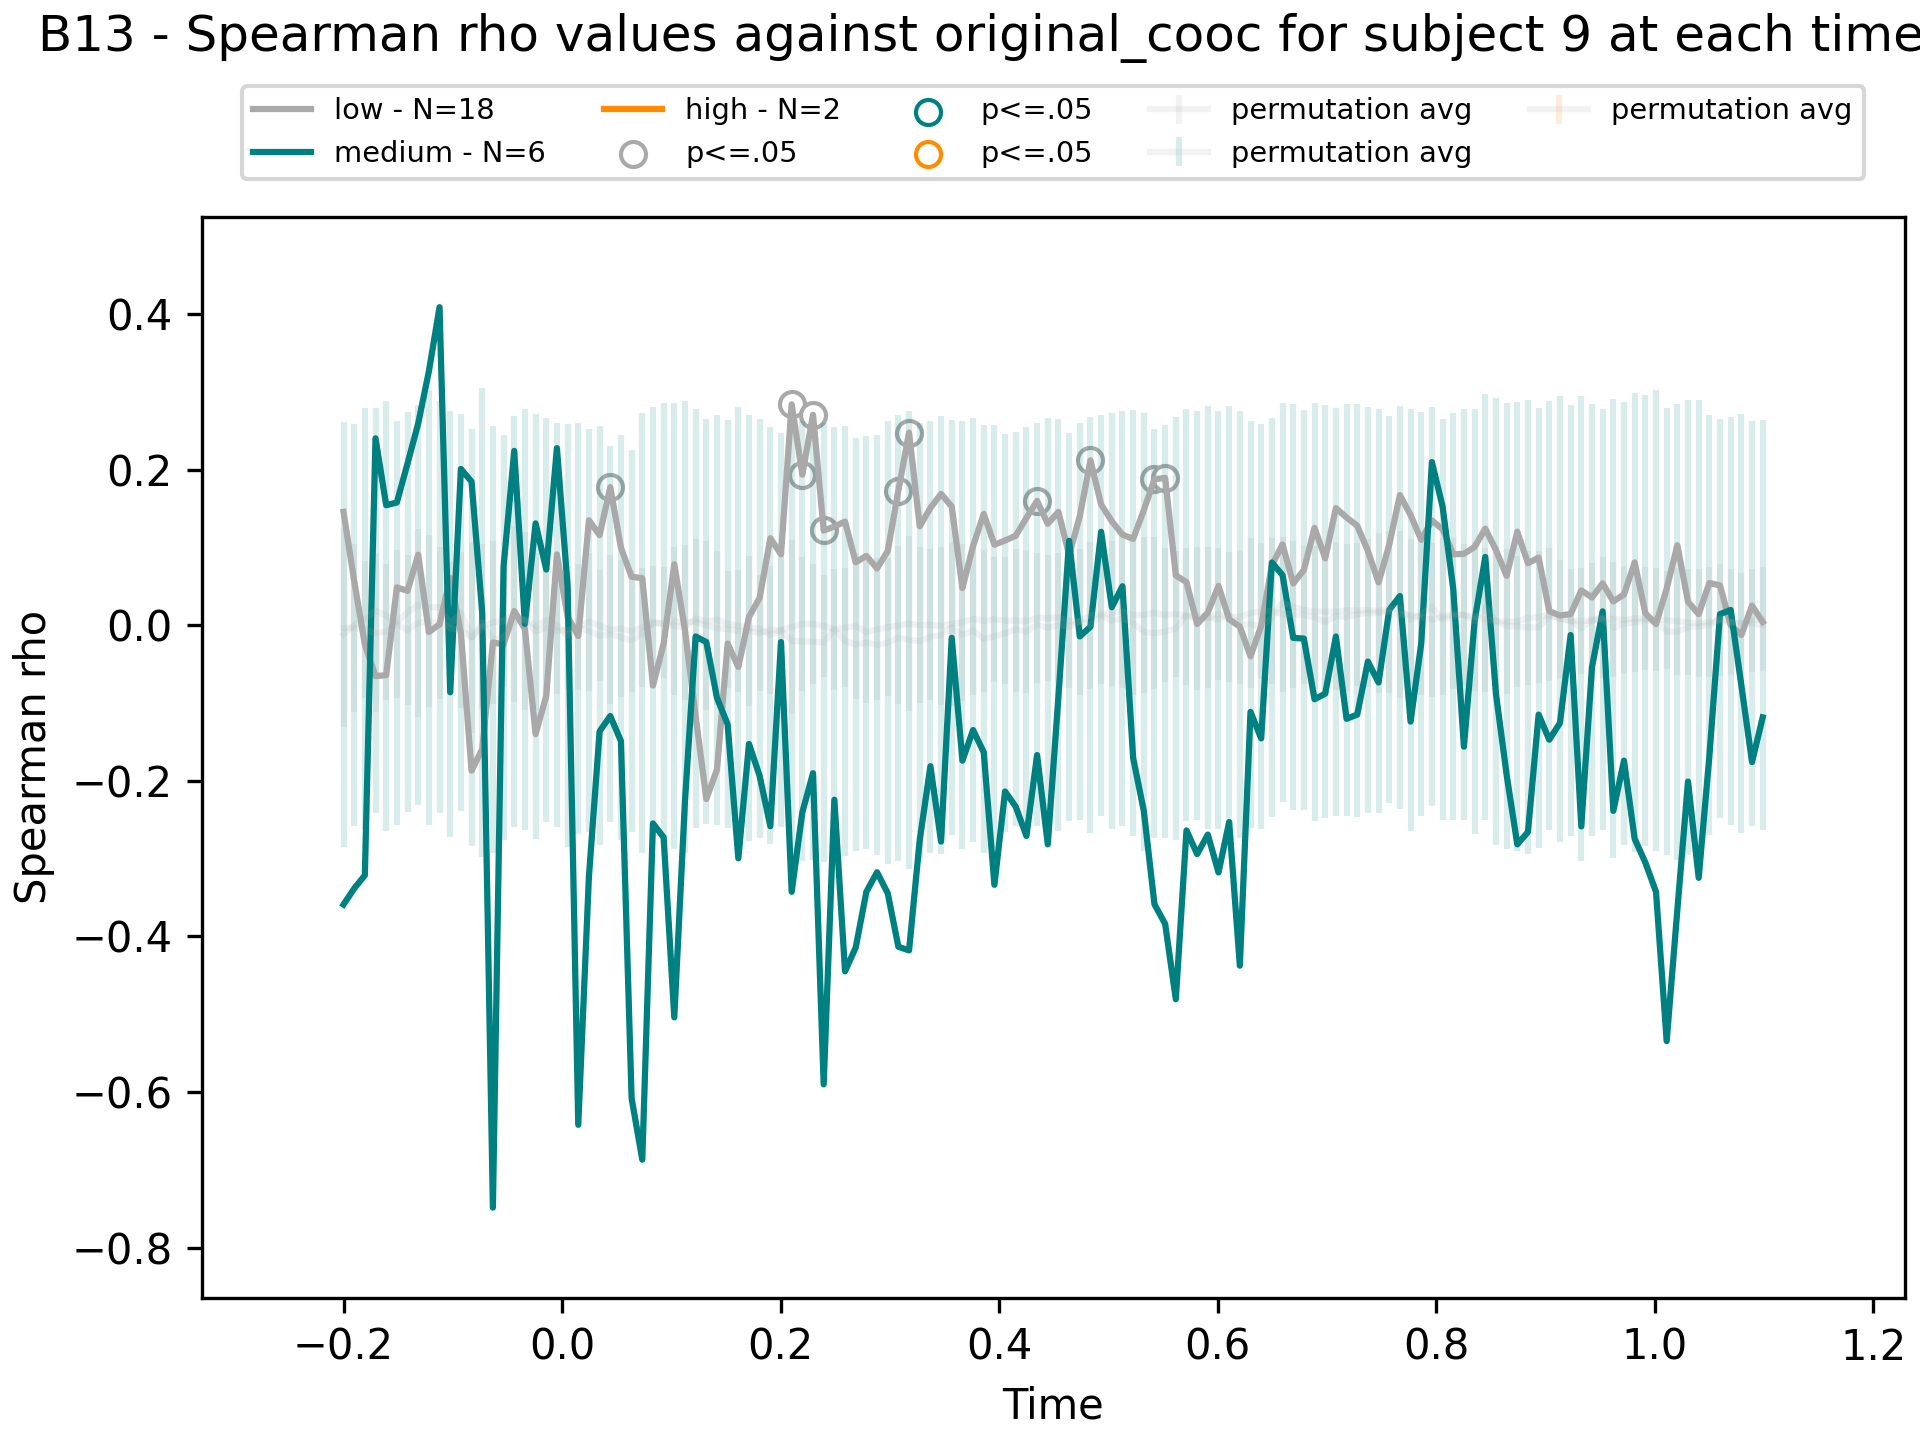 B13 - Spearman rho values against original_cooc for subject 9 at each time
low - N=18 high - N=2 p<=.05 permutation avg permutation avg
medium - N=6 p<=.05 p<=.05 permutation avg
0.4
0.2
0.0
−0.2
−0.4
−0.6
−0.8
Spearman rho
−0.2 0.0 0.2 0.4 0.6 0.8 1.0 1.2
Time